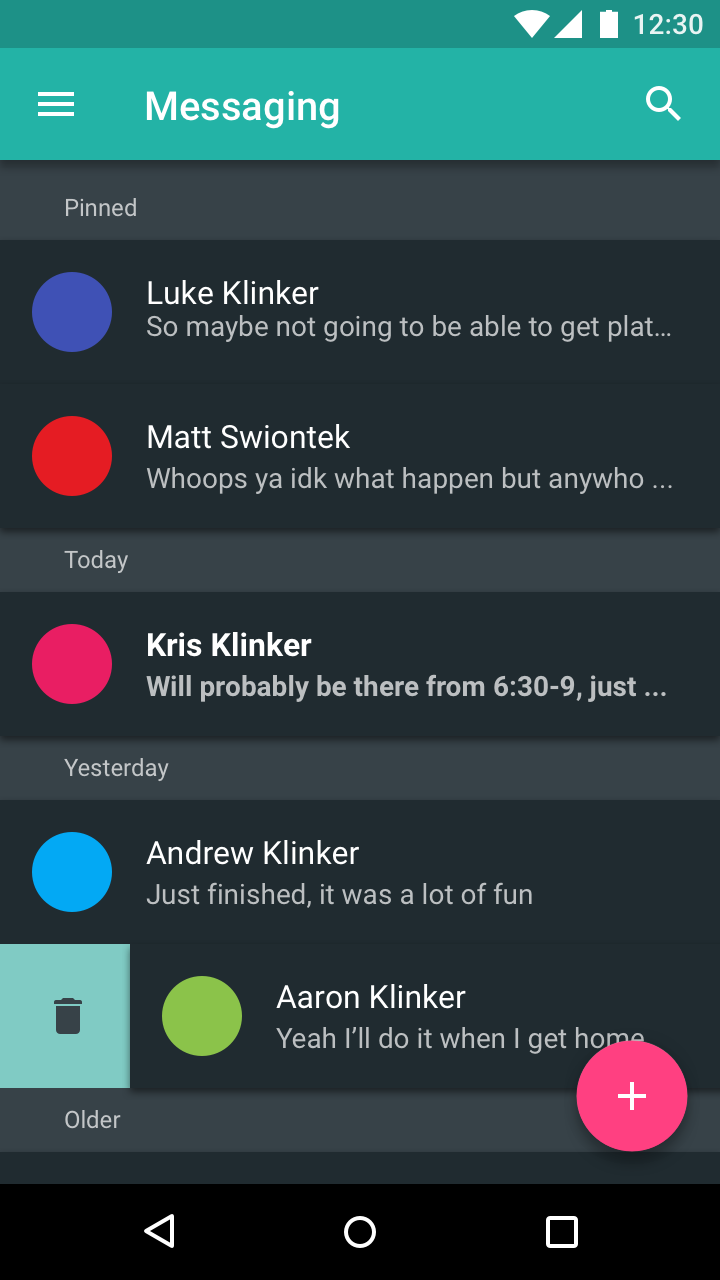 12:30
Messaging
Pinned
Luke Klinker
So maybe not going to be able to get plat...
Matt Swiontek
Whoops ya idk what happen but anywho ...
Today
Kris Klinker
Will probably be there from 6:30-9, just ...
Yesterday
Andrew Klinker
Just finished, it was a lot of fun
Aaron Klinker
Yeah I’ll do it when I get home
Older